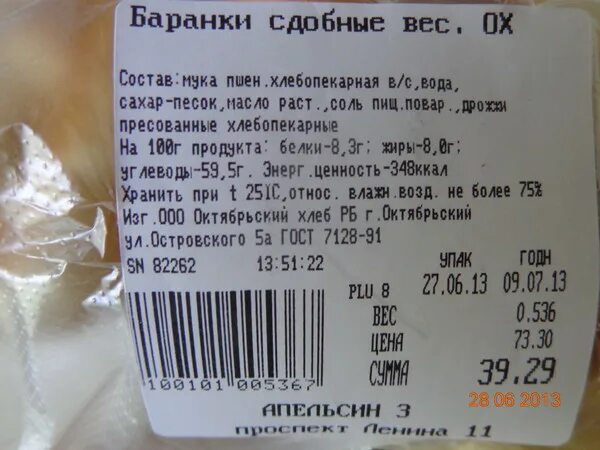 Баранки сдобные вес. ОХ
Состав:мука пшен.хлебопекарная в/с,вода,
сахар-песок,масло раст.,соль пищ.повар.,дрожжи
пресованные хлебопекарные
На 100г продукта: белки-8,3г; жиры-8,0г;
углеводы-59,5г. Энерг.ценность-348ккал
Хранить при t 251С,относ. влажн.возд. не более 75%
Изг.ООО Октябрьский хлеб РБ г.Октябрьский
ул.Островского 5а ГОСТ 7128-91
SN 82262 13:51:22 УПАК ГОДН
PLU 8 27.06.13 09.07.13
ВЕС 0.536
ЦЕНА 73.30
СУММА 39.29
100101 005367
28 06 2013
АПЕЛЬСИН 3
проспект Ленина 11